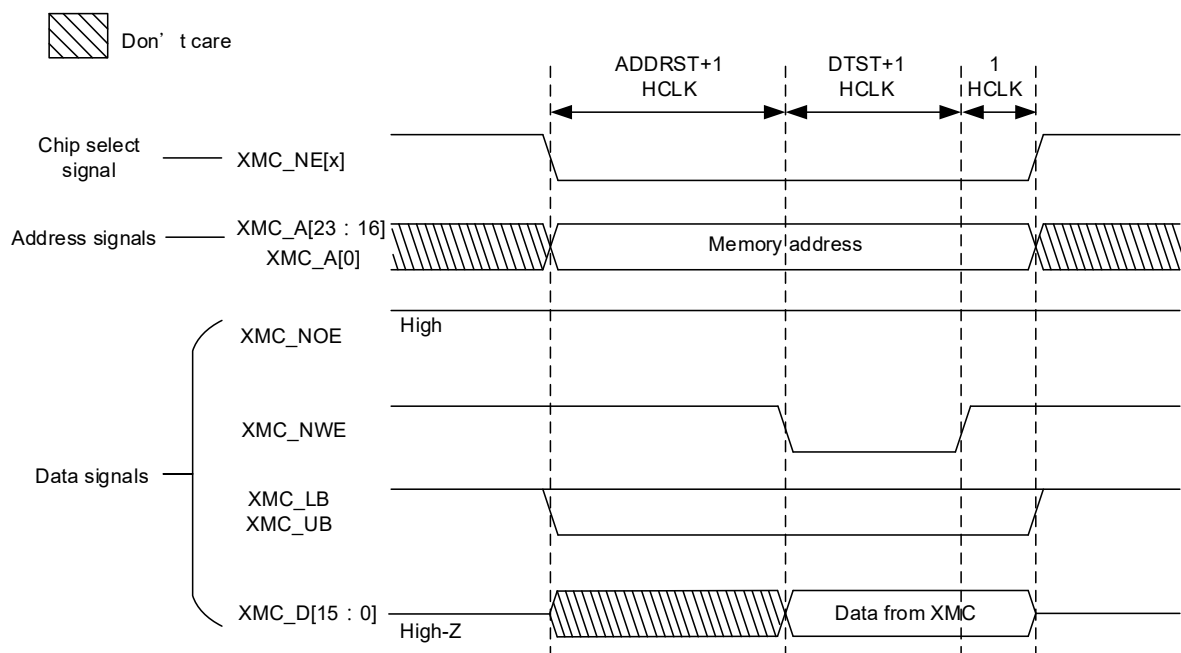 Don’t care
ADDRST+1
HCLK
DTST+1
HCLK
1
HCLK
Chip select
signal
XMC_NE[x]
Address signals
XMC_A[23：16]
XMC_A[0]
Memory address
High
XMC_NOE
XMC_NWE
Data signals
XMC_LB
XMC_UB
XMC_D[15：0]
High-Z
Data from XMC